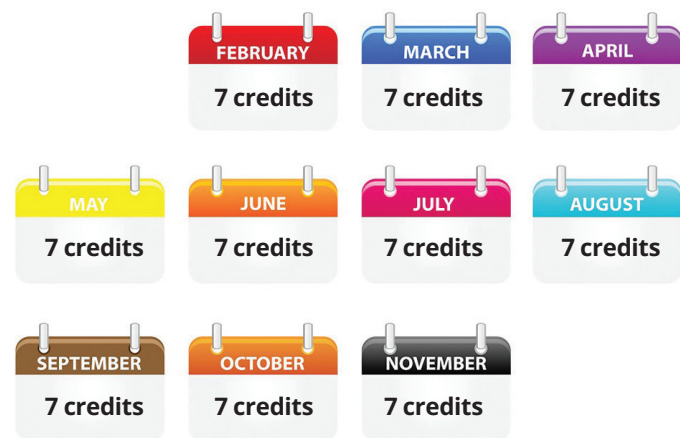 FEBRUARY
7 credits
MARCH
7 credits
APRIL
7 credits
MAY
7 credits
JUNE
7 credits
JULY
7 credits
AUGUST
7 credits
SEPTEMBER
7 credits
OCTOBER
7 credits
NOVEMBER
7 credits